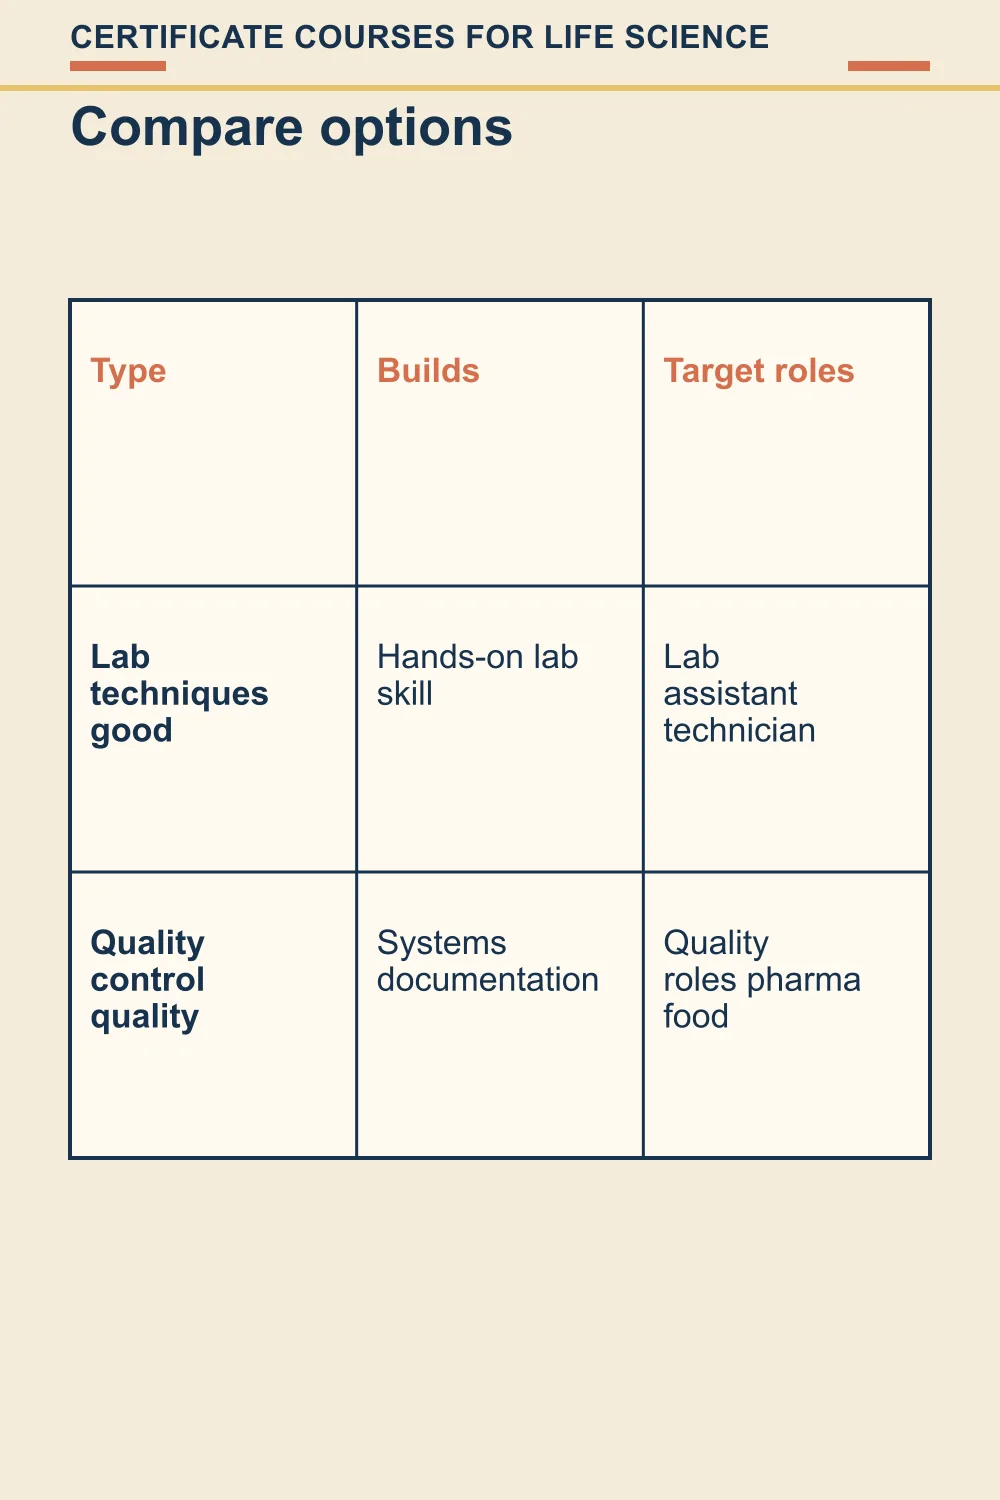 CERTIFICATE COURSES FOR LIFE SCIENCE
Compare options
Type
Builds
Target roles
Lab
techniques
good
Hands-on lab
skill
Lab
assistant
technician
Quality
control
quality
Systems
documentation
Quality
roles pharma
food